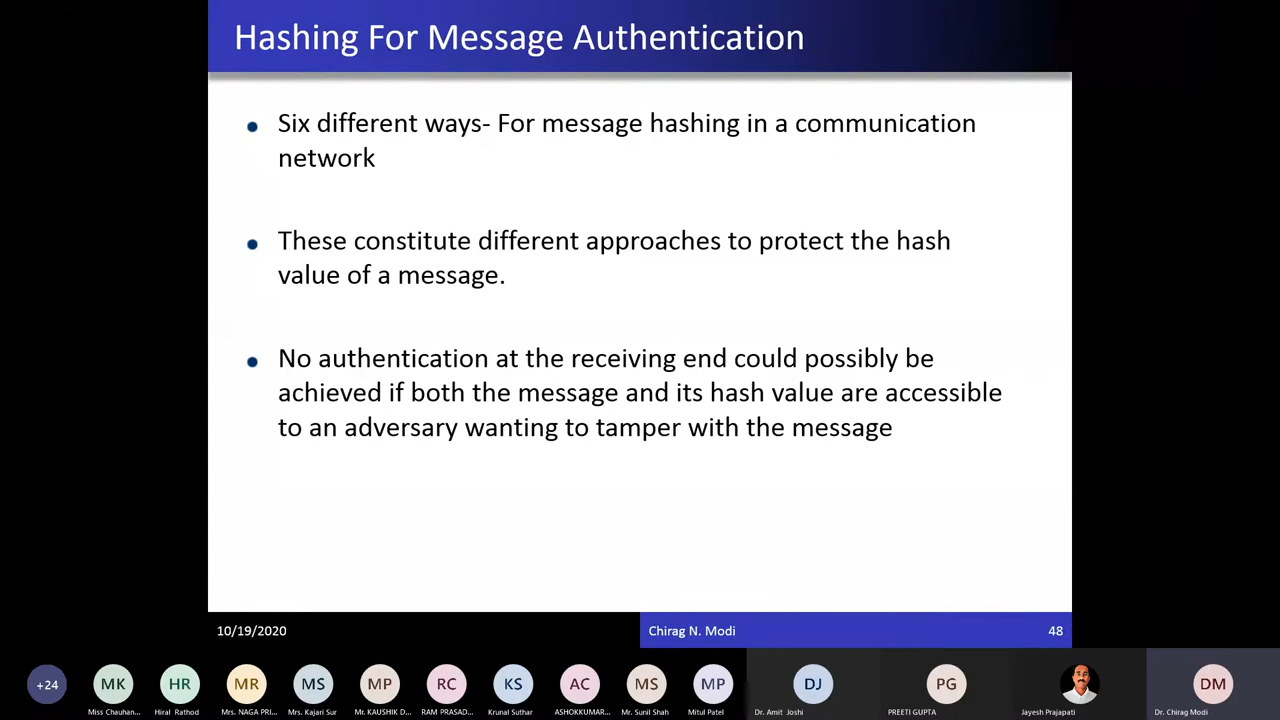 Hashing For Message Authentication
Six different ways- For message hashing in a communication
network
These constitute different approaches to protect the hash
value of a message.
No authentication at the receiving end could possibly be
achieved if both the message and its hash value are accessible
to an adversary wanting to tamper with the message
10/19/2020
Chirag N. Modi
48
+24
MK
HR
MR
MS
MP
RC
KS
AC
MS
MP
DJ
PG
DM
Miss Chauhan...
Hiral Rathod
Mrs. NAGA PRI...
Mrs. Kajari Sur
Mr. KAUSHIK D...
RAM PRASAD...
Krunal Suthar
ASHOKKUMAR...
Mr. Sunil Shah
Mitul Patel
Dr. Amit Joshi
PREETI GUPTA
Jayesh Prajapati
Dr. Chirag Modi